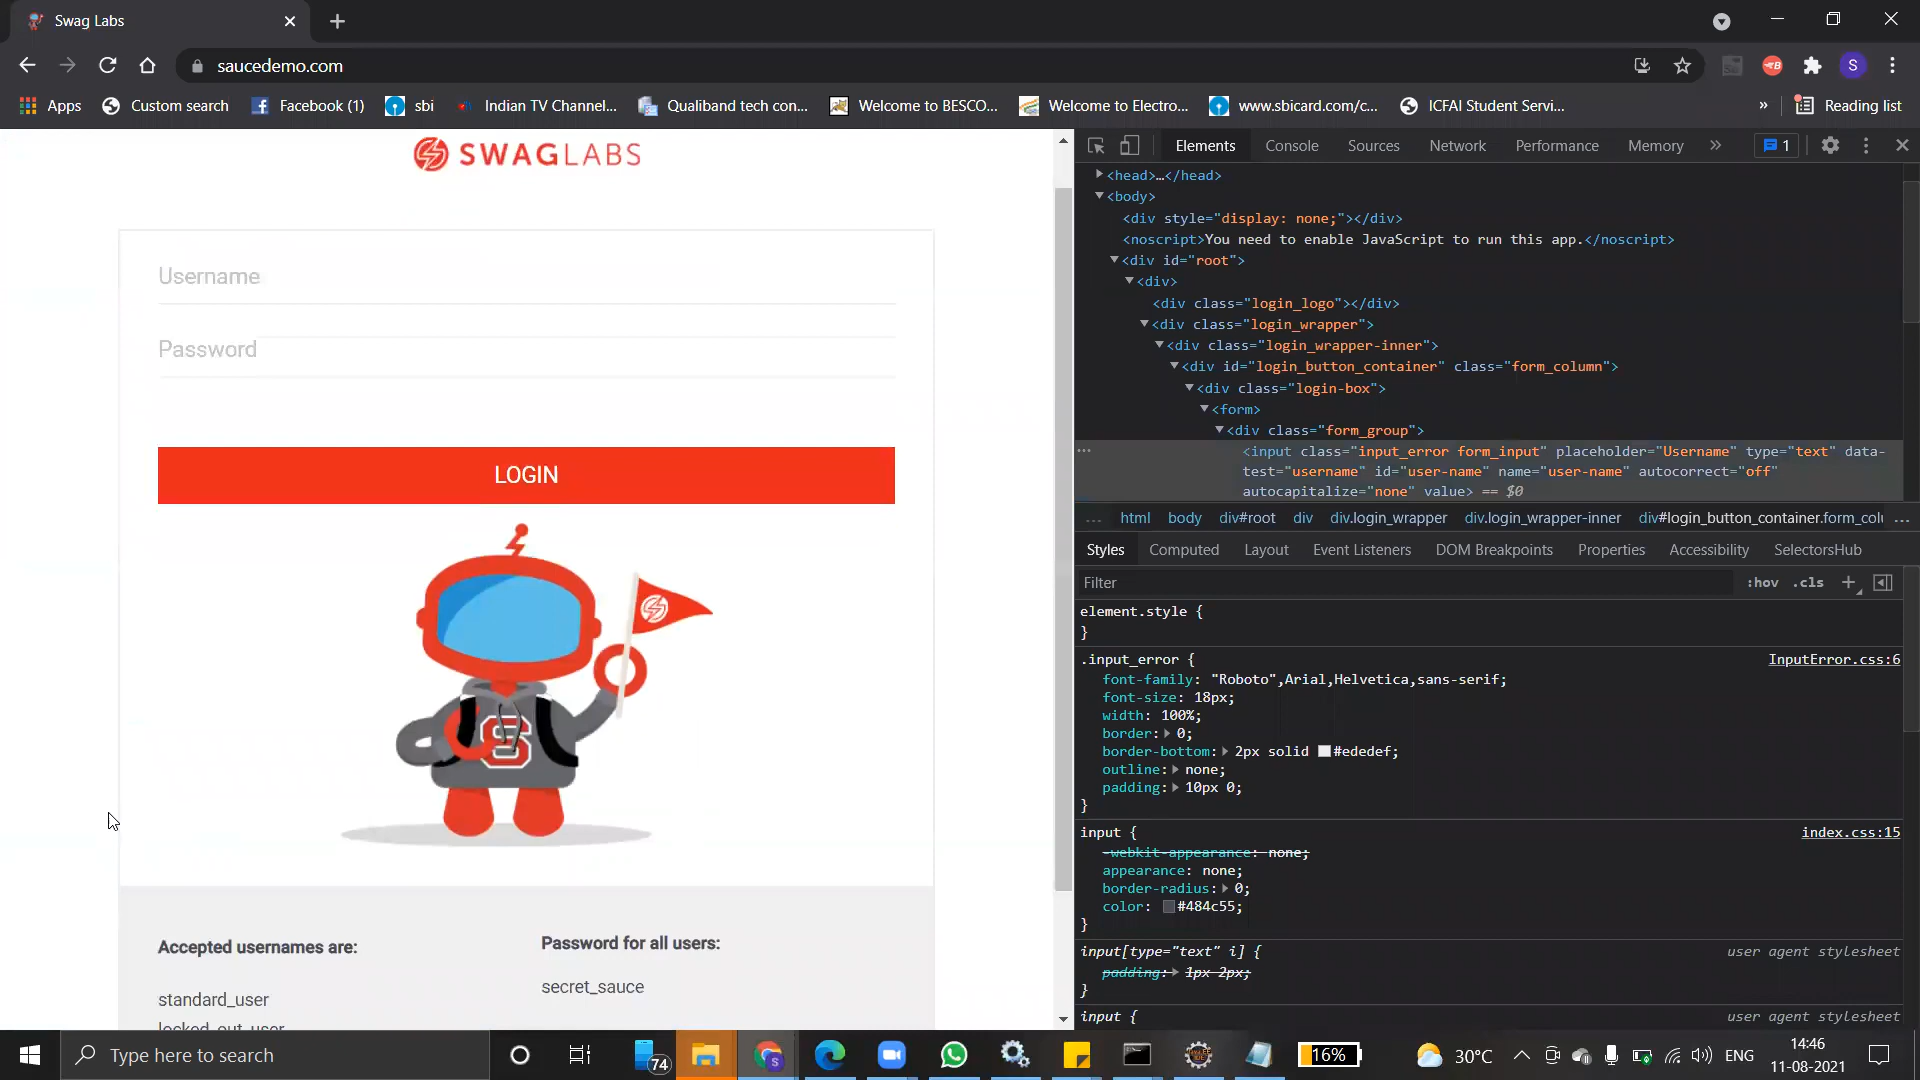 Swag Labs
saucedemo.com
S
Apps Custom search Facebook (1) sbi Indian TV Channel... Qualiband tech con... Welcome to BESCO... Welcome to Electro... www.sbicard.com/c... ICFAI Student Servi... » Reading list
SWAGLABS
Username
Password
LOGIN
S
Accepted usernames are:
standard_user
locked_out_user
Password for all users:
secret_sauce
Elements Console Sources Network Performance Memory » 1
<head>…</head>
<body>
<div style="display: none;"></div>
<noscript>You need to enable JavaScript to run this app.</noscript>
<div id="root">
<div>
<div class="login_logo"></div>
<div class="login_wrapper">
<div class="login_wrapper-inner">
<div id="login_button_container" class="form_column">
<div class="login-box">
<form>
<div class="form_group">
<input class="input_error form_input" placeholder="Username" type="text" data-
test="username" id="user-name" name="user-name" autocorrect="off"
autocapitalize="none" value> == $0
... html body div#root div div.login_wrapper div.login_wrapper-inner div#login_button_container.form_colu ...
Styles Computed Layout Event Listeners DOM Breakpoints Properties Accessibility SelectorsHub
Filter :hov .cls +
element.style {
}
.input_error { InputError.css:6
font-family: "Roboto",Arial,Helvetica,sans-serif;
font-size: 18px;
width: 100%;
border: 0;
border-bottom: 2px solid #ededef;
outline: none;
padding: 10px 0;
}
input { index.css:15
-webkit-appearance: none;
appearance: none;
border-radius: 0;
color: #484c55;
}
input[type="text" i] { user agent stylesheet
padding: 1px 2px;
}
input { user agent stylesheet
Type here to search
74
16%
30°C
ENG
14:46
11-08-2021